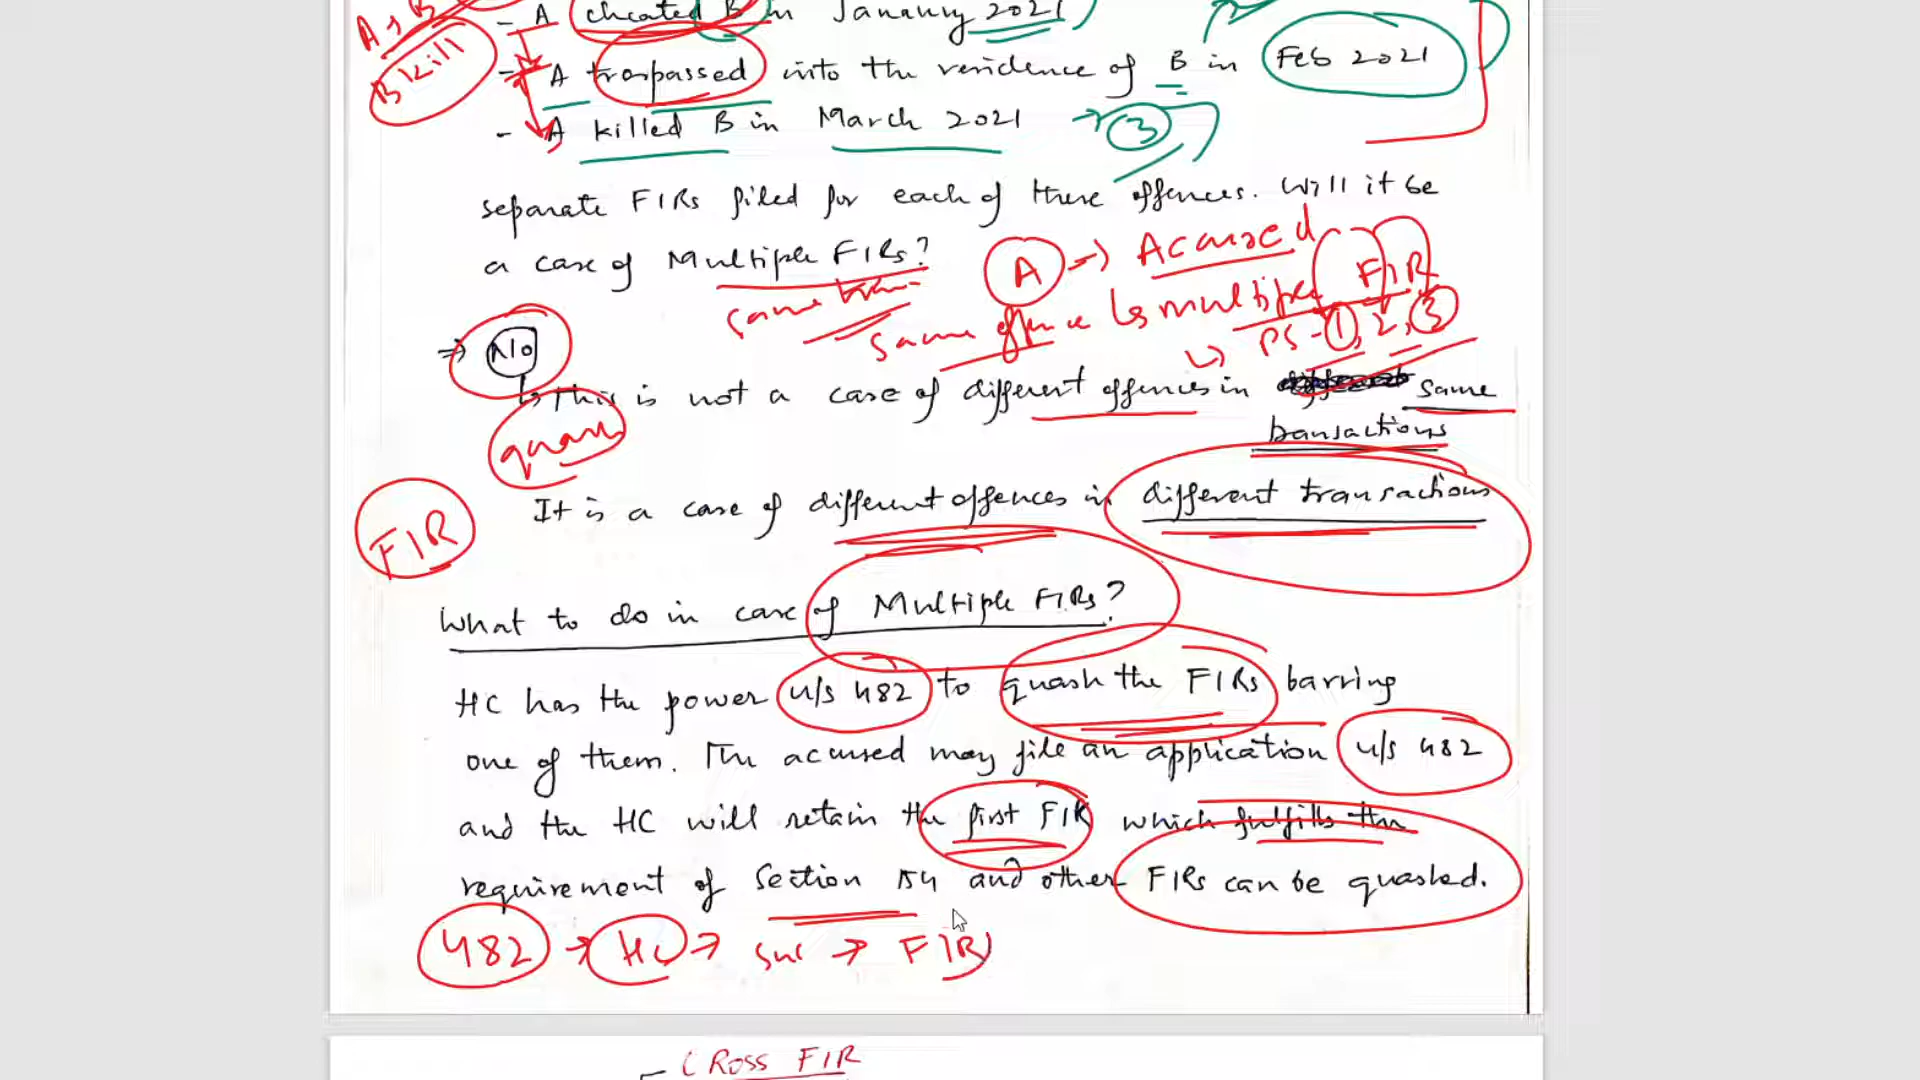 A → B
B kill
- A cheated B in January 2021
- A trespassed into the residence of B in Feb 2021
- A killed B in March 2021 → 3
separate FIRs filed for each of these offences. Will it be
a case of Multiple FIRs?
same
A → Accused
same offence ↳ multiple FIR
↳ PS - 1, 2, 3
⇒ No
↳ This is not a case of different offences in same
transactions
quash
It is a case of different offences in different transactions
FIR
What to do in case of Multiple FIRs?
HC has the power u/s 482 to quash the FIRs barring
one of them. The accused may file an application u/s 482
and the HC will retain the first FIR which fulfills the
requirement of Section 154 and other FIRs can be quashed.
482 → HC → → FIR
CROSS FIR